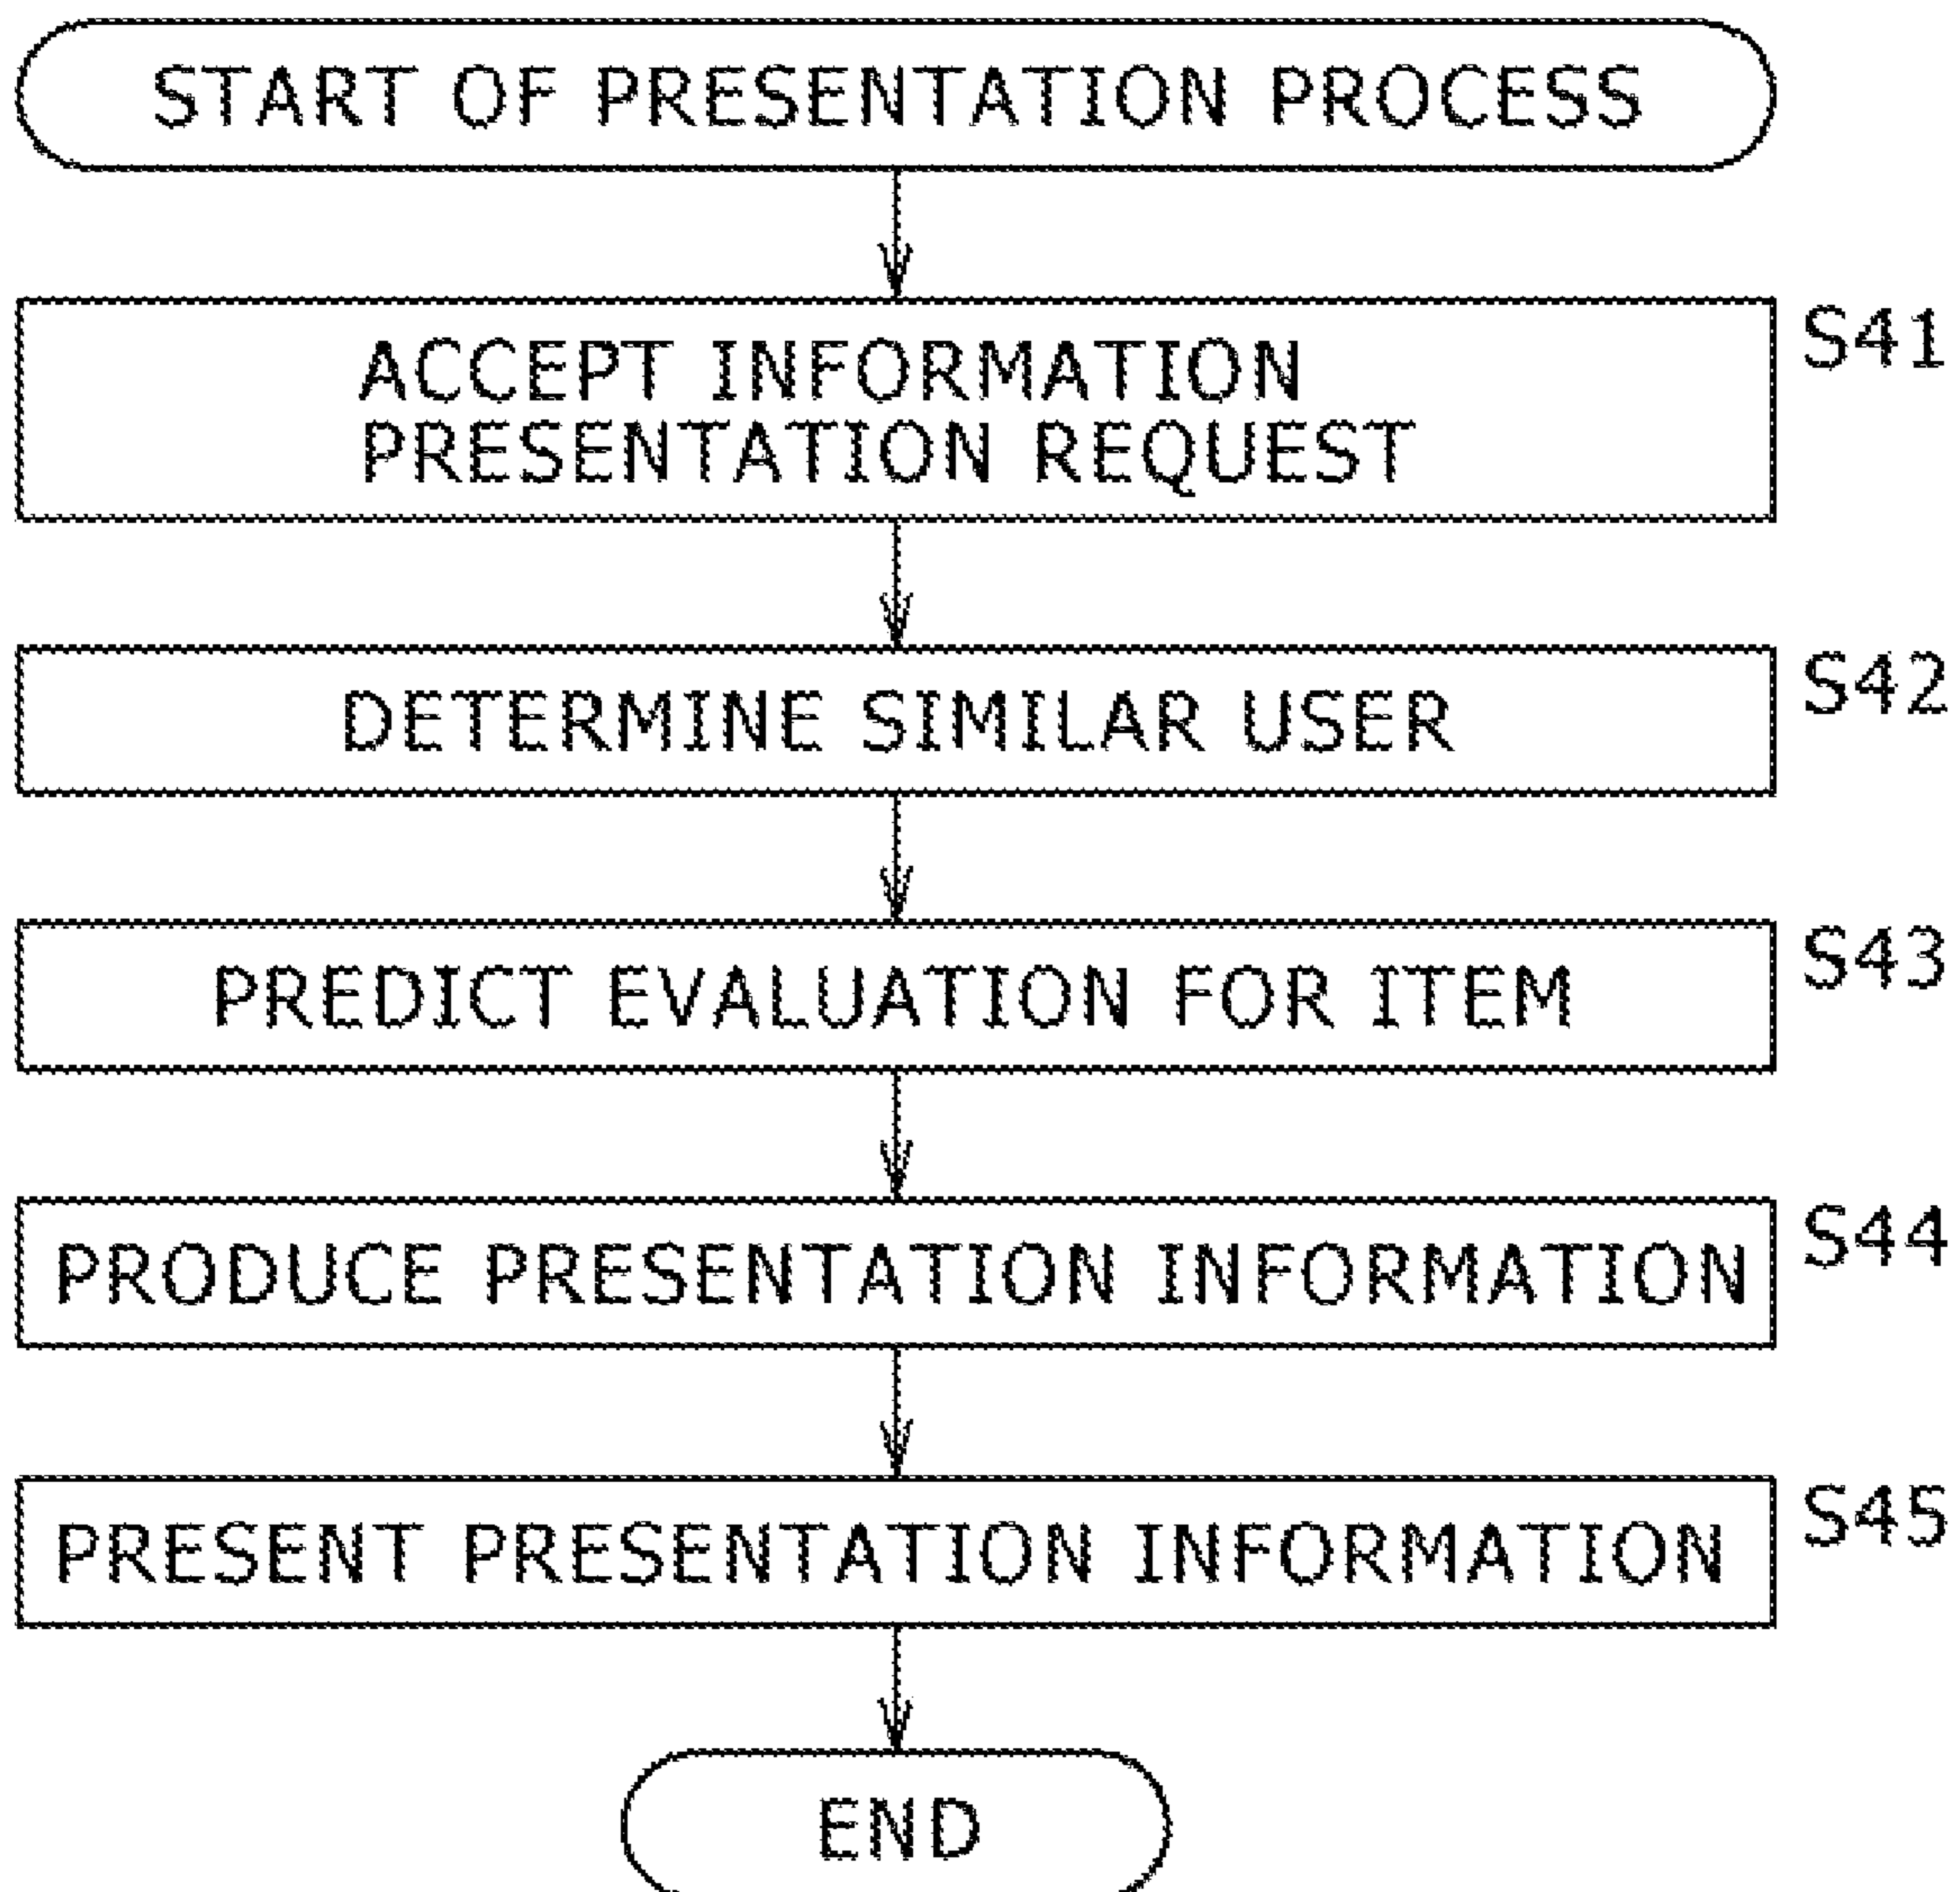 START OF PRESENTATION PROCESS
S41
ACCEPT INFORMATION
PRESENTATION REQUEST
S42
DETERMINE SIMILAR USER
S43
PREDICT EVALUATION FOR ITEM
S44
PRODUCE PRESENTATION INFORMATION
S45
PRESENT PRESENTATION INFORMATION
END